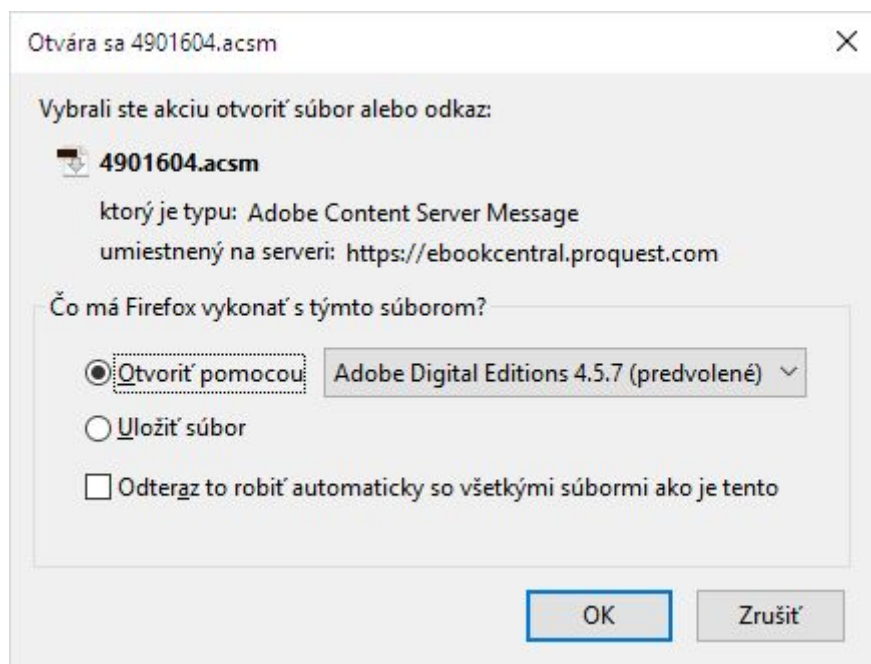 Otvára sa 4901604.acsm
Vybrali ste akciu otvoriť súbor alebo odkaz:
4901604.acsm
ktorý je typu: Adobe Content Server Message
umiestnený na serveri: https://ebookcentral.proquest.com
Čo má Firefox vykonať s týmto súborom?
Otvoriť pomocou Adobe Digital Editions 4.5.7 (predvolené)
Uložiť súbor
Odteraz to robiť automaticky so všetkými súbormi ako je tento
OK Zrušiť